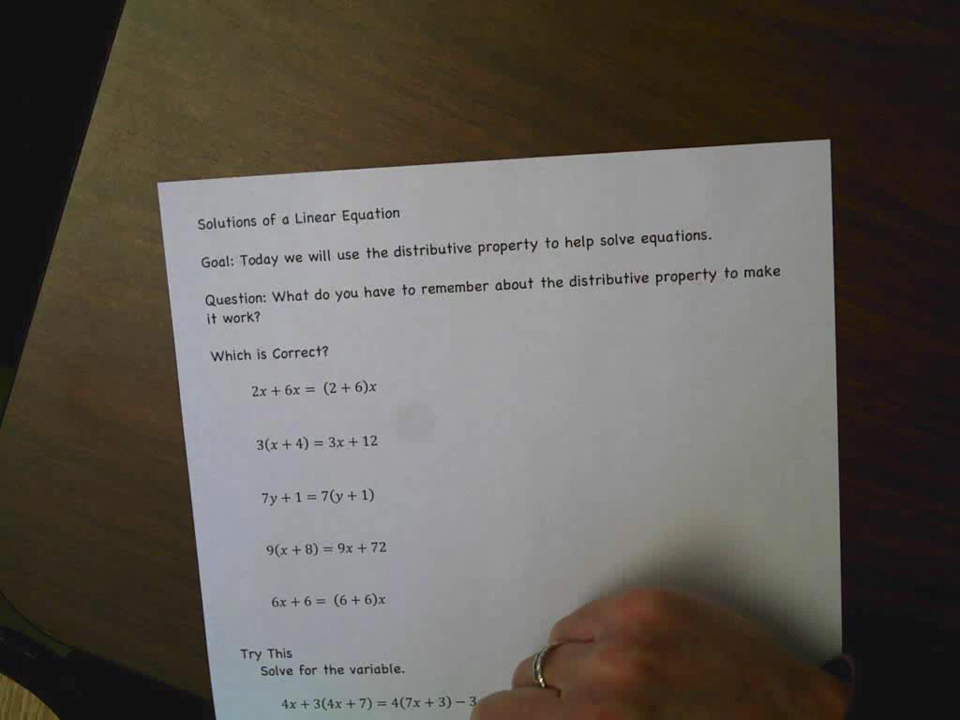 Solutions of a Linear Equation
Goal: Today we will use the distributive property to help solve equations.
Question: What do you have to remember about the distributive property to make
it work?
Which is Correct?
2x + 6x = (2 + 6)x
3(x + 4) = 3x + 12
7y + 1 = 7(y + 1)
9(x + 8) = 9x + 72
6x + 6 = (6 + 6)x
Try This
Solve for the variable.
4x + 3(4x + 7) = 4(7x + 3) − 3